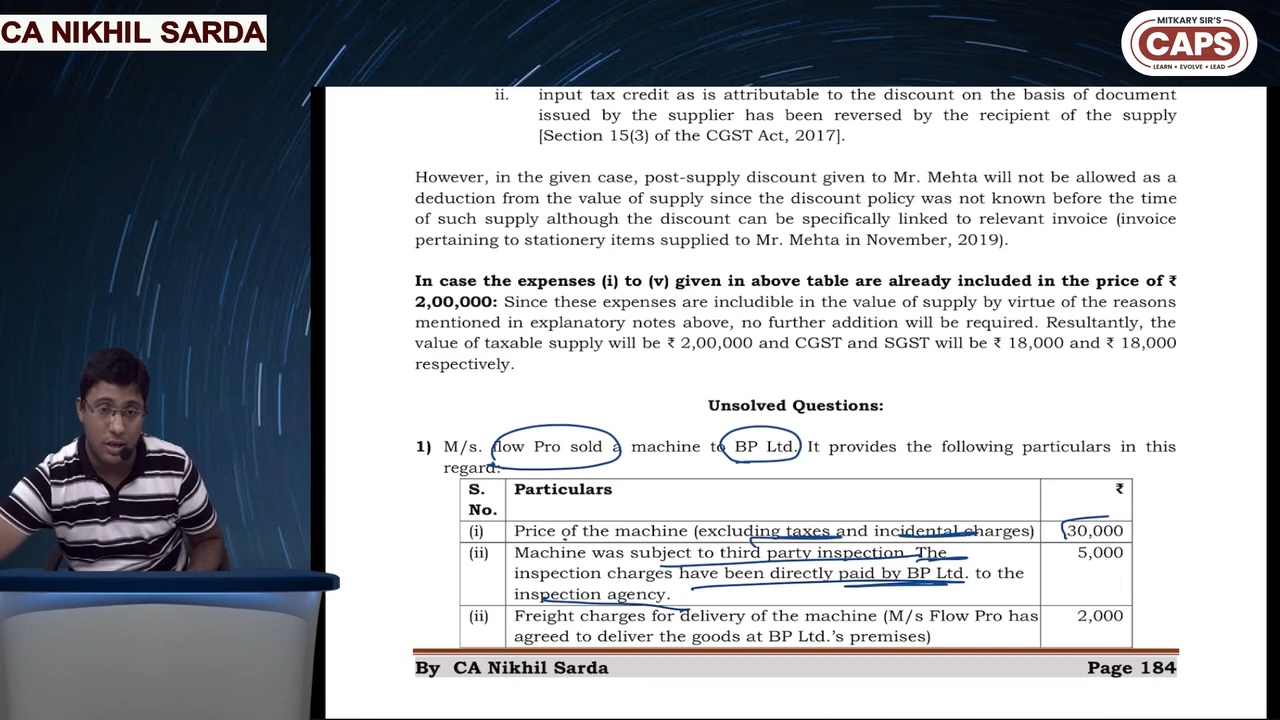 CA NIKHIL SARDA
MITKARY SIR'S
CAPS
LEARN • EVOLVE • LEAD
ii. input tax credit as is attributable to the discount on the basis of document
issued by the supplier has been reversed by the recipient of the supply
[Section 15(3) of the CGST Act, 2017].
However, in the given case, post-supply discount given to Mr. Mehta will not be allowed as a
deduction from the value of supply since the discount policy was not known before the time
of such supply although the discount can be specifically linked to relevant invoice (invoice
pertaining to stationery items supplied to Mr. Mehta in November, 2019).
In case the expenses (i) to (v) given in above table are already included in the price of ₹
2,00,000: Since these expenses are includible in the value of supply by virtue of the reasons
mentioned in explanatory notes above, no further addition will be required. Resultantly, the
value of taxable supply will be ₹ 2,00,000 and CGST and SGST will be ₹ 18,000 and ₹ 18,000
respectively.
Unsolved Questions:
1) M/s. flow Pro sold a machine to BP Ltd. It provides the following particulars in this
regard:
S. No. Particulars ₹
(i) Price of the machine (excluding taxes and incidental charges) 30,000
(ii) Machine was subject to third party inspection. The 5,000
inspection charges have been directly paid by BP Ltd. to the
inspection agency.
(ii) Freight charges for delivery of the machine (M/s Flow Pro has 2,000
agreed to deliver the goods at BP Ltd.'s premises)
By CA Nikhil Sarda Page 184